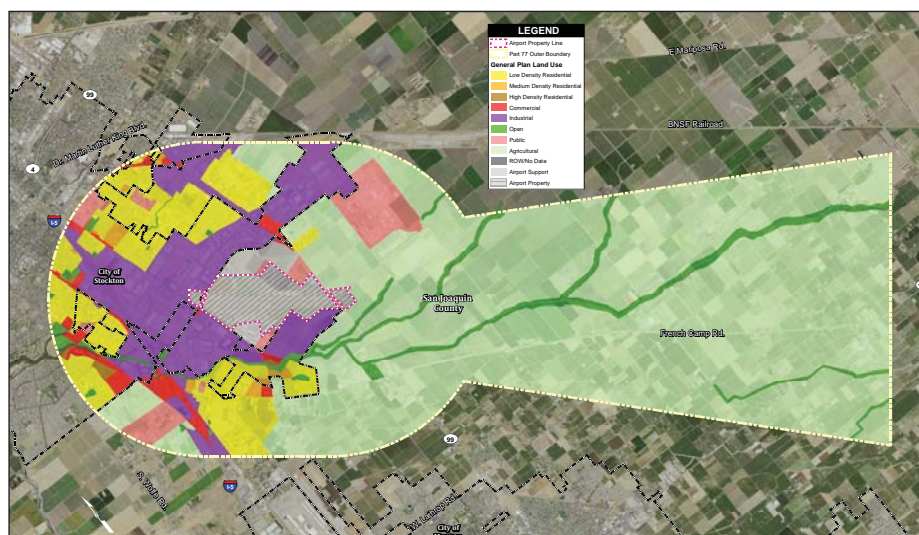 LEGEND
Airport Property Line
Part 77 Outer Boundary
General Plan Land Use
Low Density Residential
Medium Density Residential
High Density Residential
Commercial
Industrial
Open
Public
Agricultural
ROW/No Data
Airport Support
Airport Property
E Mariposa Rd.
BNSF Railroad
99
Dr. Martin Luther King Blvd.
4
I-5
City of
Stockton
San Joaquin
County
French Camp Rd.
99
I-5
W. Lathrop Rd.
City of